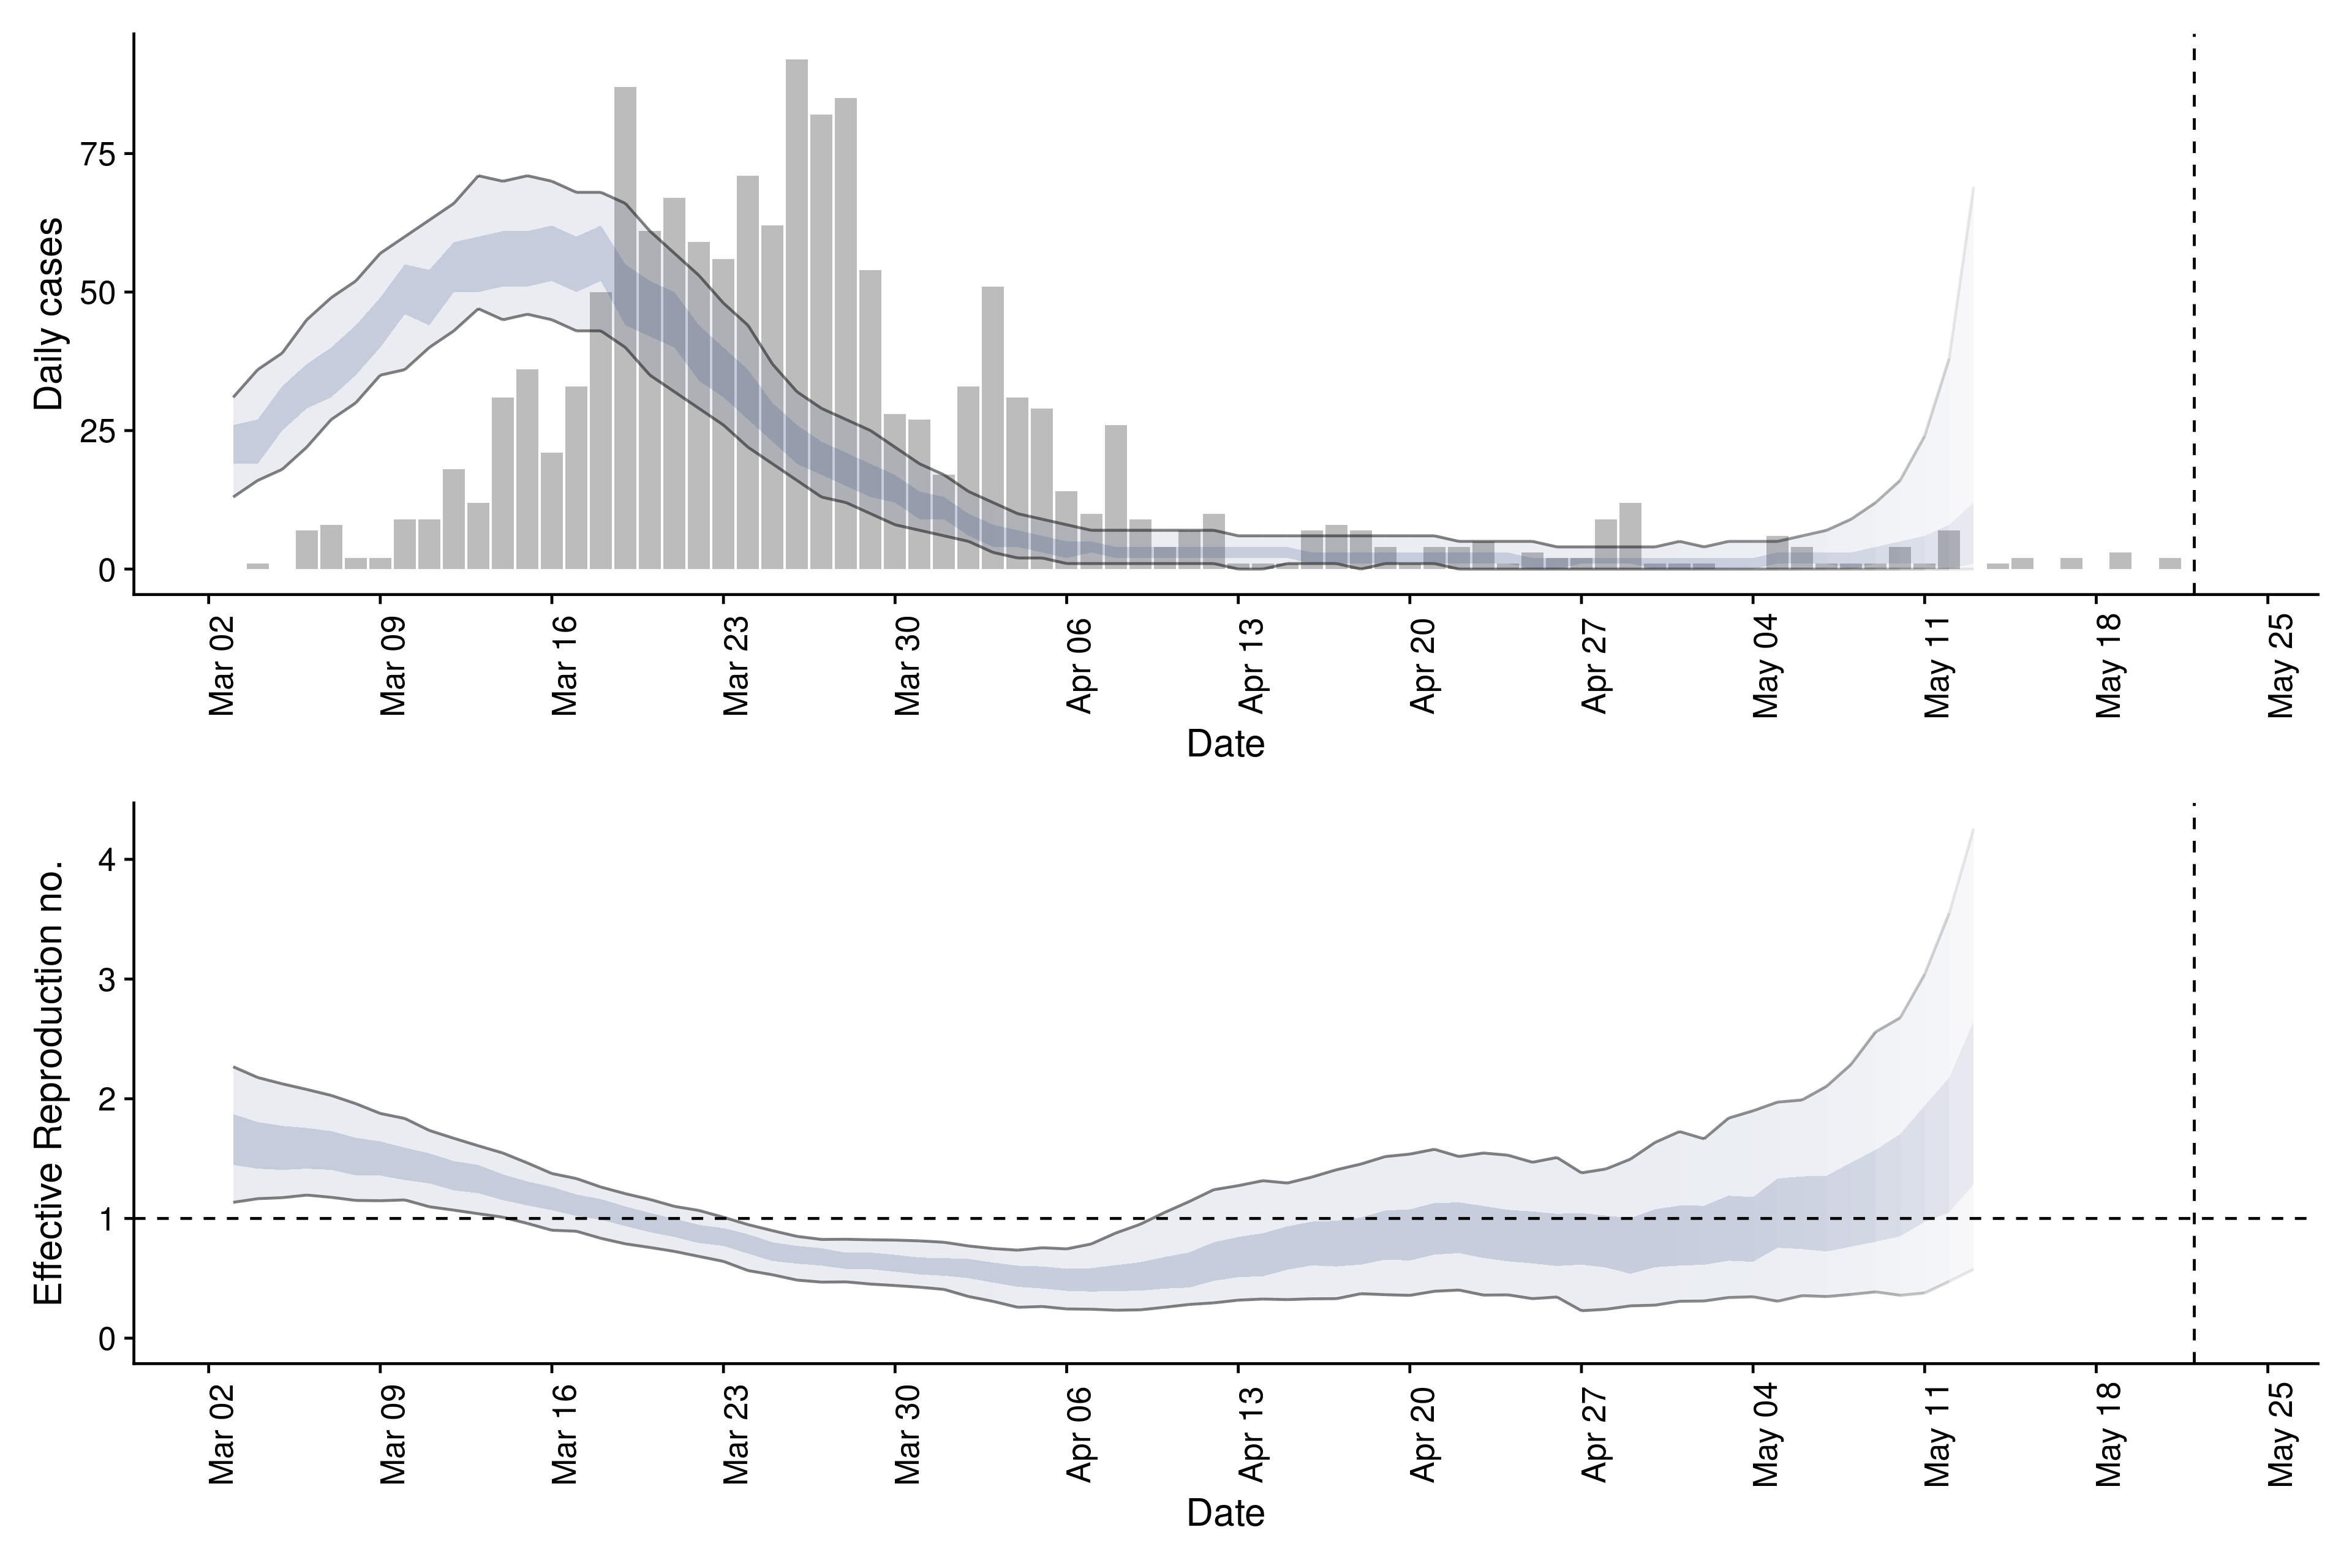 Daily cases
75
50
25
0
Mar 02
Mar 09
Mar 16
Mar 23
Mar 30
Apr 06
Apr 13
Apr 20
Apr 27
May 04
May 11
May 18
May 25
Date
Effective Reproduction no.
4
3
2
1
0
Mar 02
Mar 09
Mar 16
Mar 23
Mar 30
Apr 06
Apr 13
Apr 20
Apr 27
May 04
May 11
May 18
May 25
Date